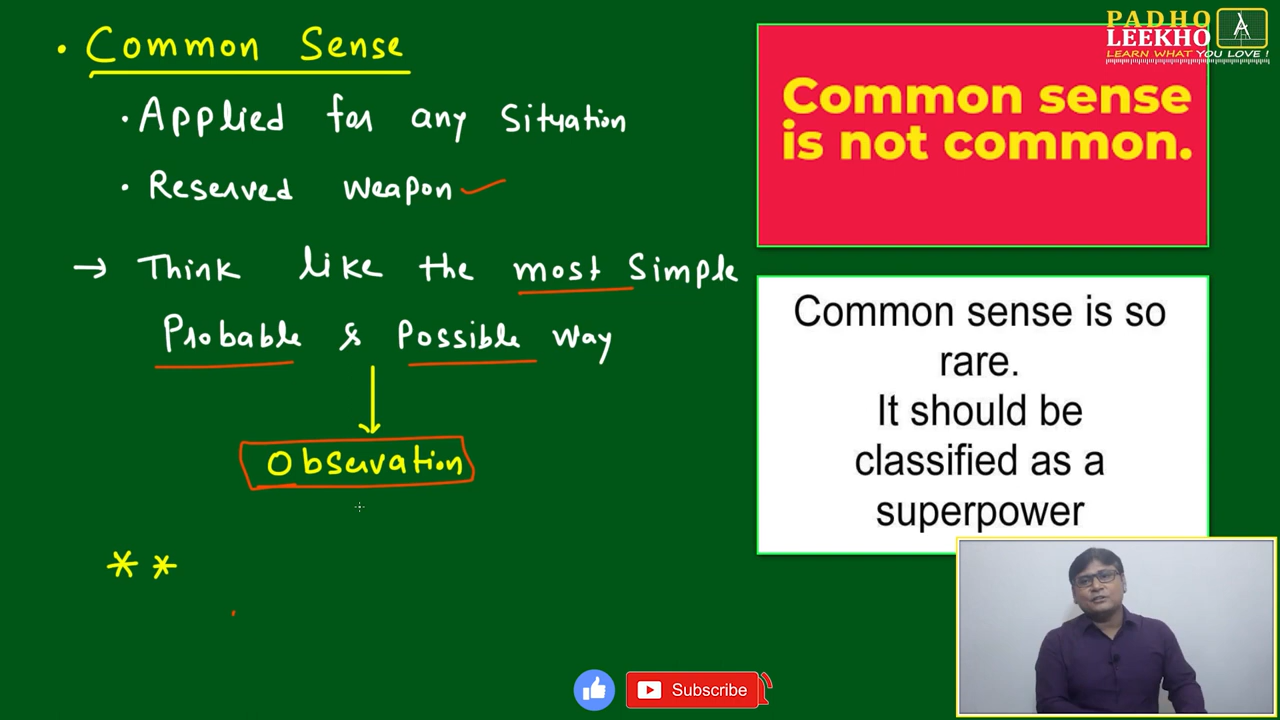 • Common Sense
• Applied for any Situation
• Reserved weapon
→ Think like the most Simple
Probable & Possible way
Observation
**
PADHO
LEEKHO
LEARN WHAT YOU LOVE !
Common sense
is not common.
Common sense is so
rare.
It should be
classified as a
superpower
Subscribe